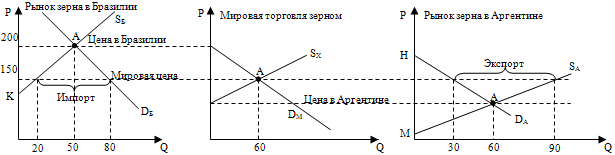 P Рынок зерна в Бразилии
S_Б
A Цена в Бразилии
200
150
Мировая цена
K
Импорт
D_Б
20 50 80 Q
P Мировая торговля зерном
S_X
A
Цена в Аргентине
D_M
60 Q
P Рынок зерна в Аргентине
H
Экспорт
S_A
A
D_A
M
30 60 90 Q